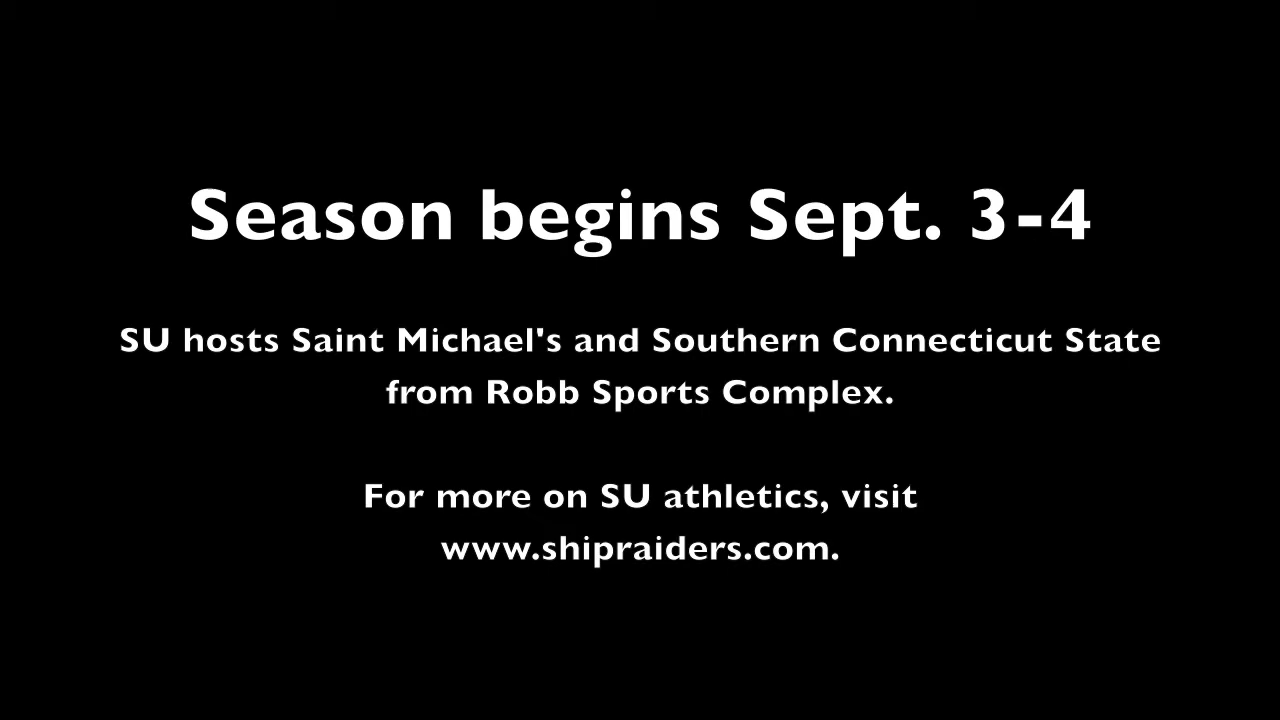 Season begins Sept. 3-4
SU hosts Saint Michael's and Southern Connecticut State
from Robb Sports Complex.
For more on SU athletics, visit
www.shipraiders.com.